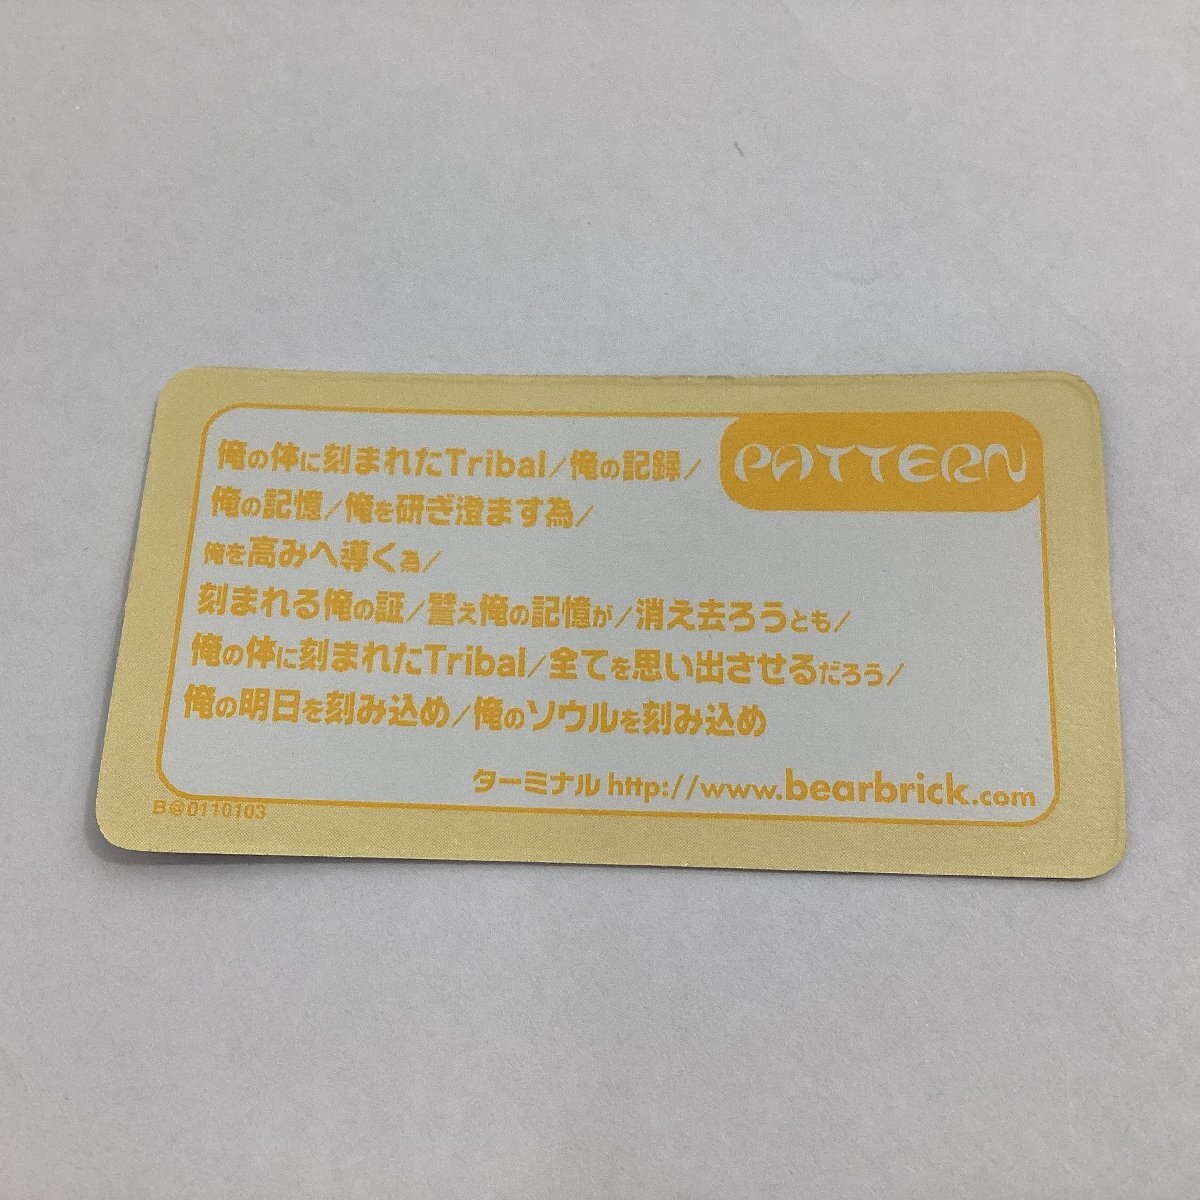 俺の体に刻まれたTribal/俺の記録/
PATTERN
俺の記憶/俺を研ぎ澄ます為/
俺を高みへ導く為/
刻まれる俺の証/譬え俺の記憶が/消え去ろうとも/
俺の体に刻まれたTribal/全てを思い出させるだろう/
俺の明日を刻み込め/俺のソウルを刻み込め
ターミナル http://www.bearbrick.com
B@0110103